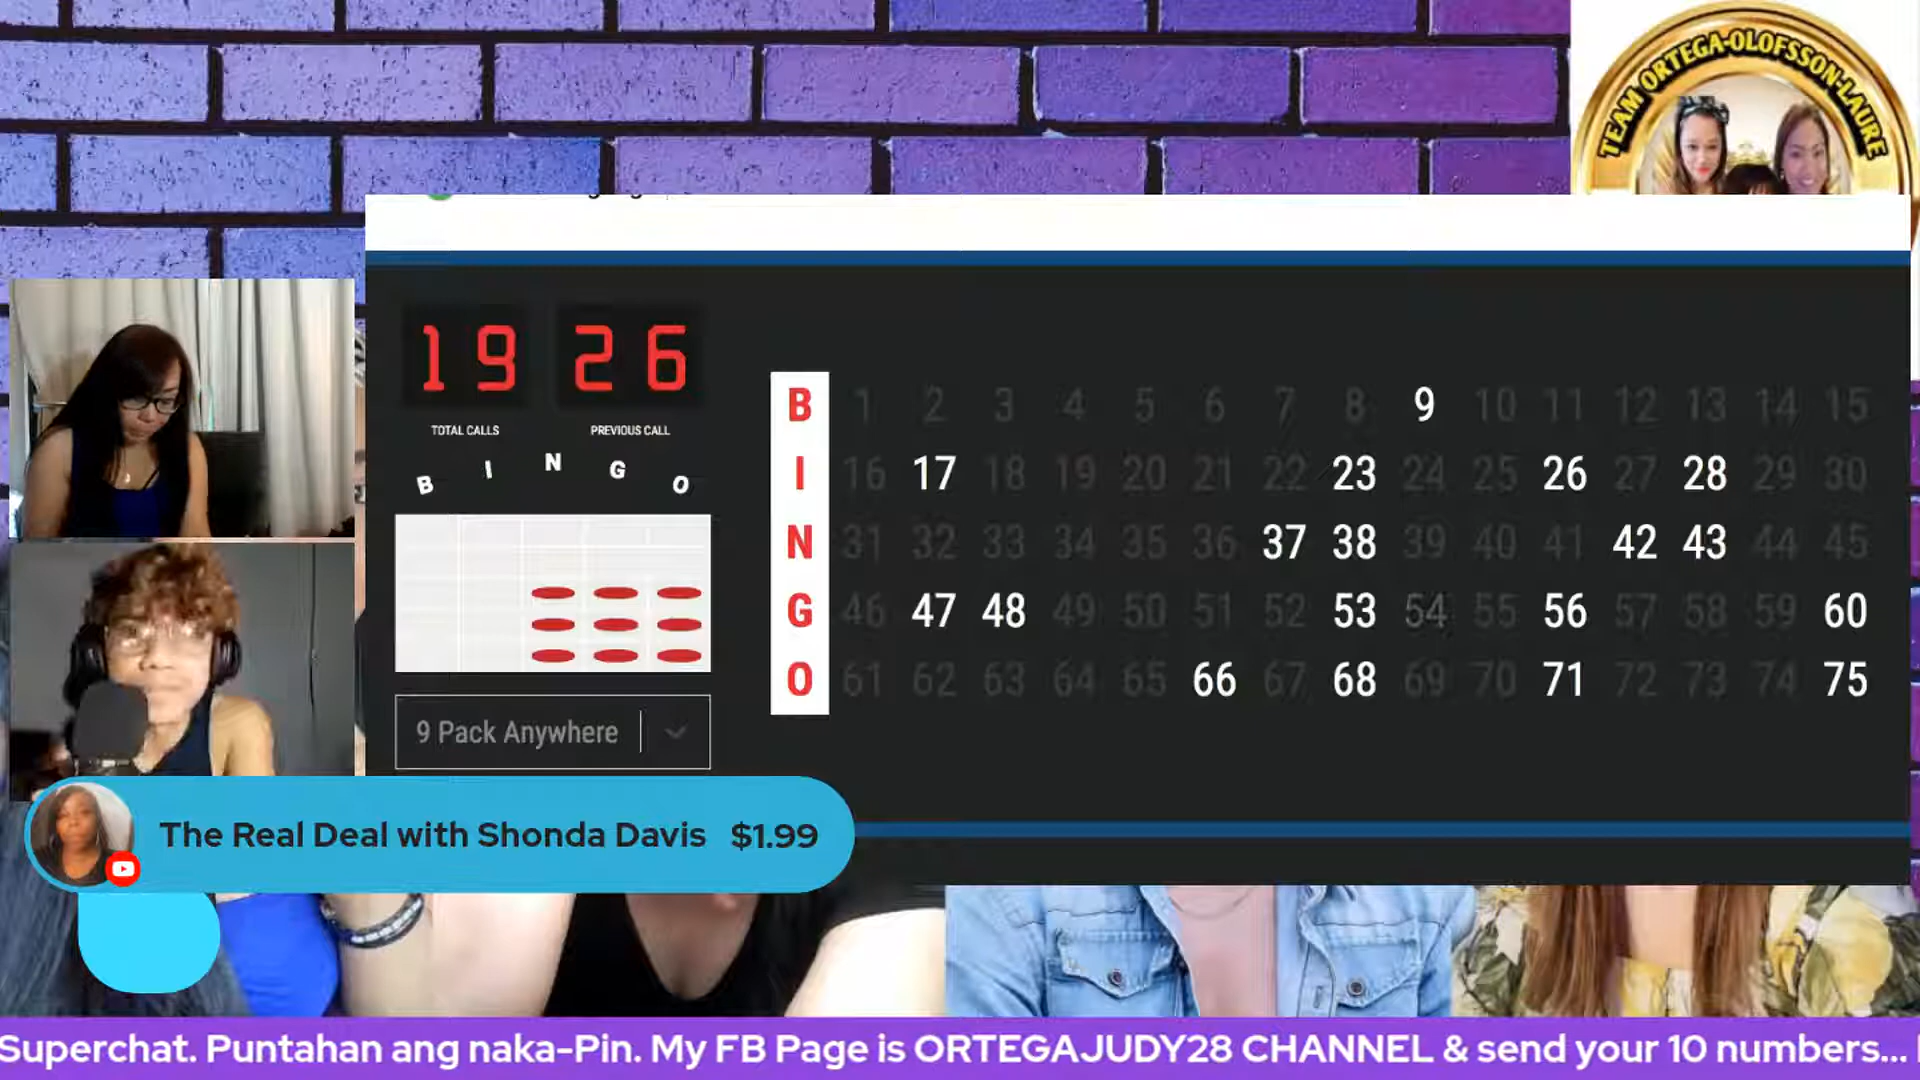 TEAM ORTEGA-OLOFSSON-LAURE
19 26
TOTAL CALLS PREVIOUS CALL
B I N G O
9 Pack Anywhere
B 1 2 3 4 5 6 7 8 9 10 11 12 13 14 15
I 16 17 18 19 20 21 22 23 24 25 26 27 28 29 30
N 31 32 33 34 35 36 37 38 39 40 41 42 43 44 45
G 46 47 48 49 50 51 52 53 54 55 56 57 58 59 60
O 61 62 63 64 65 66 67 68 69 70 71 72 73 74 75
The Real Deal with Shonda Davis $1.99
Superchat. Puntahan ang naka-Pin. My FB Page is ORTEGAJUDY28 CHANNEL & send your 10 numbers...